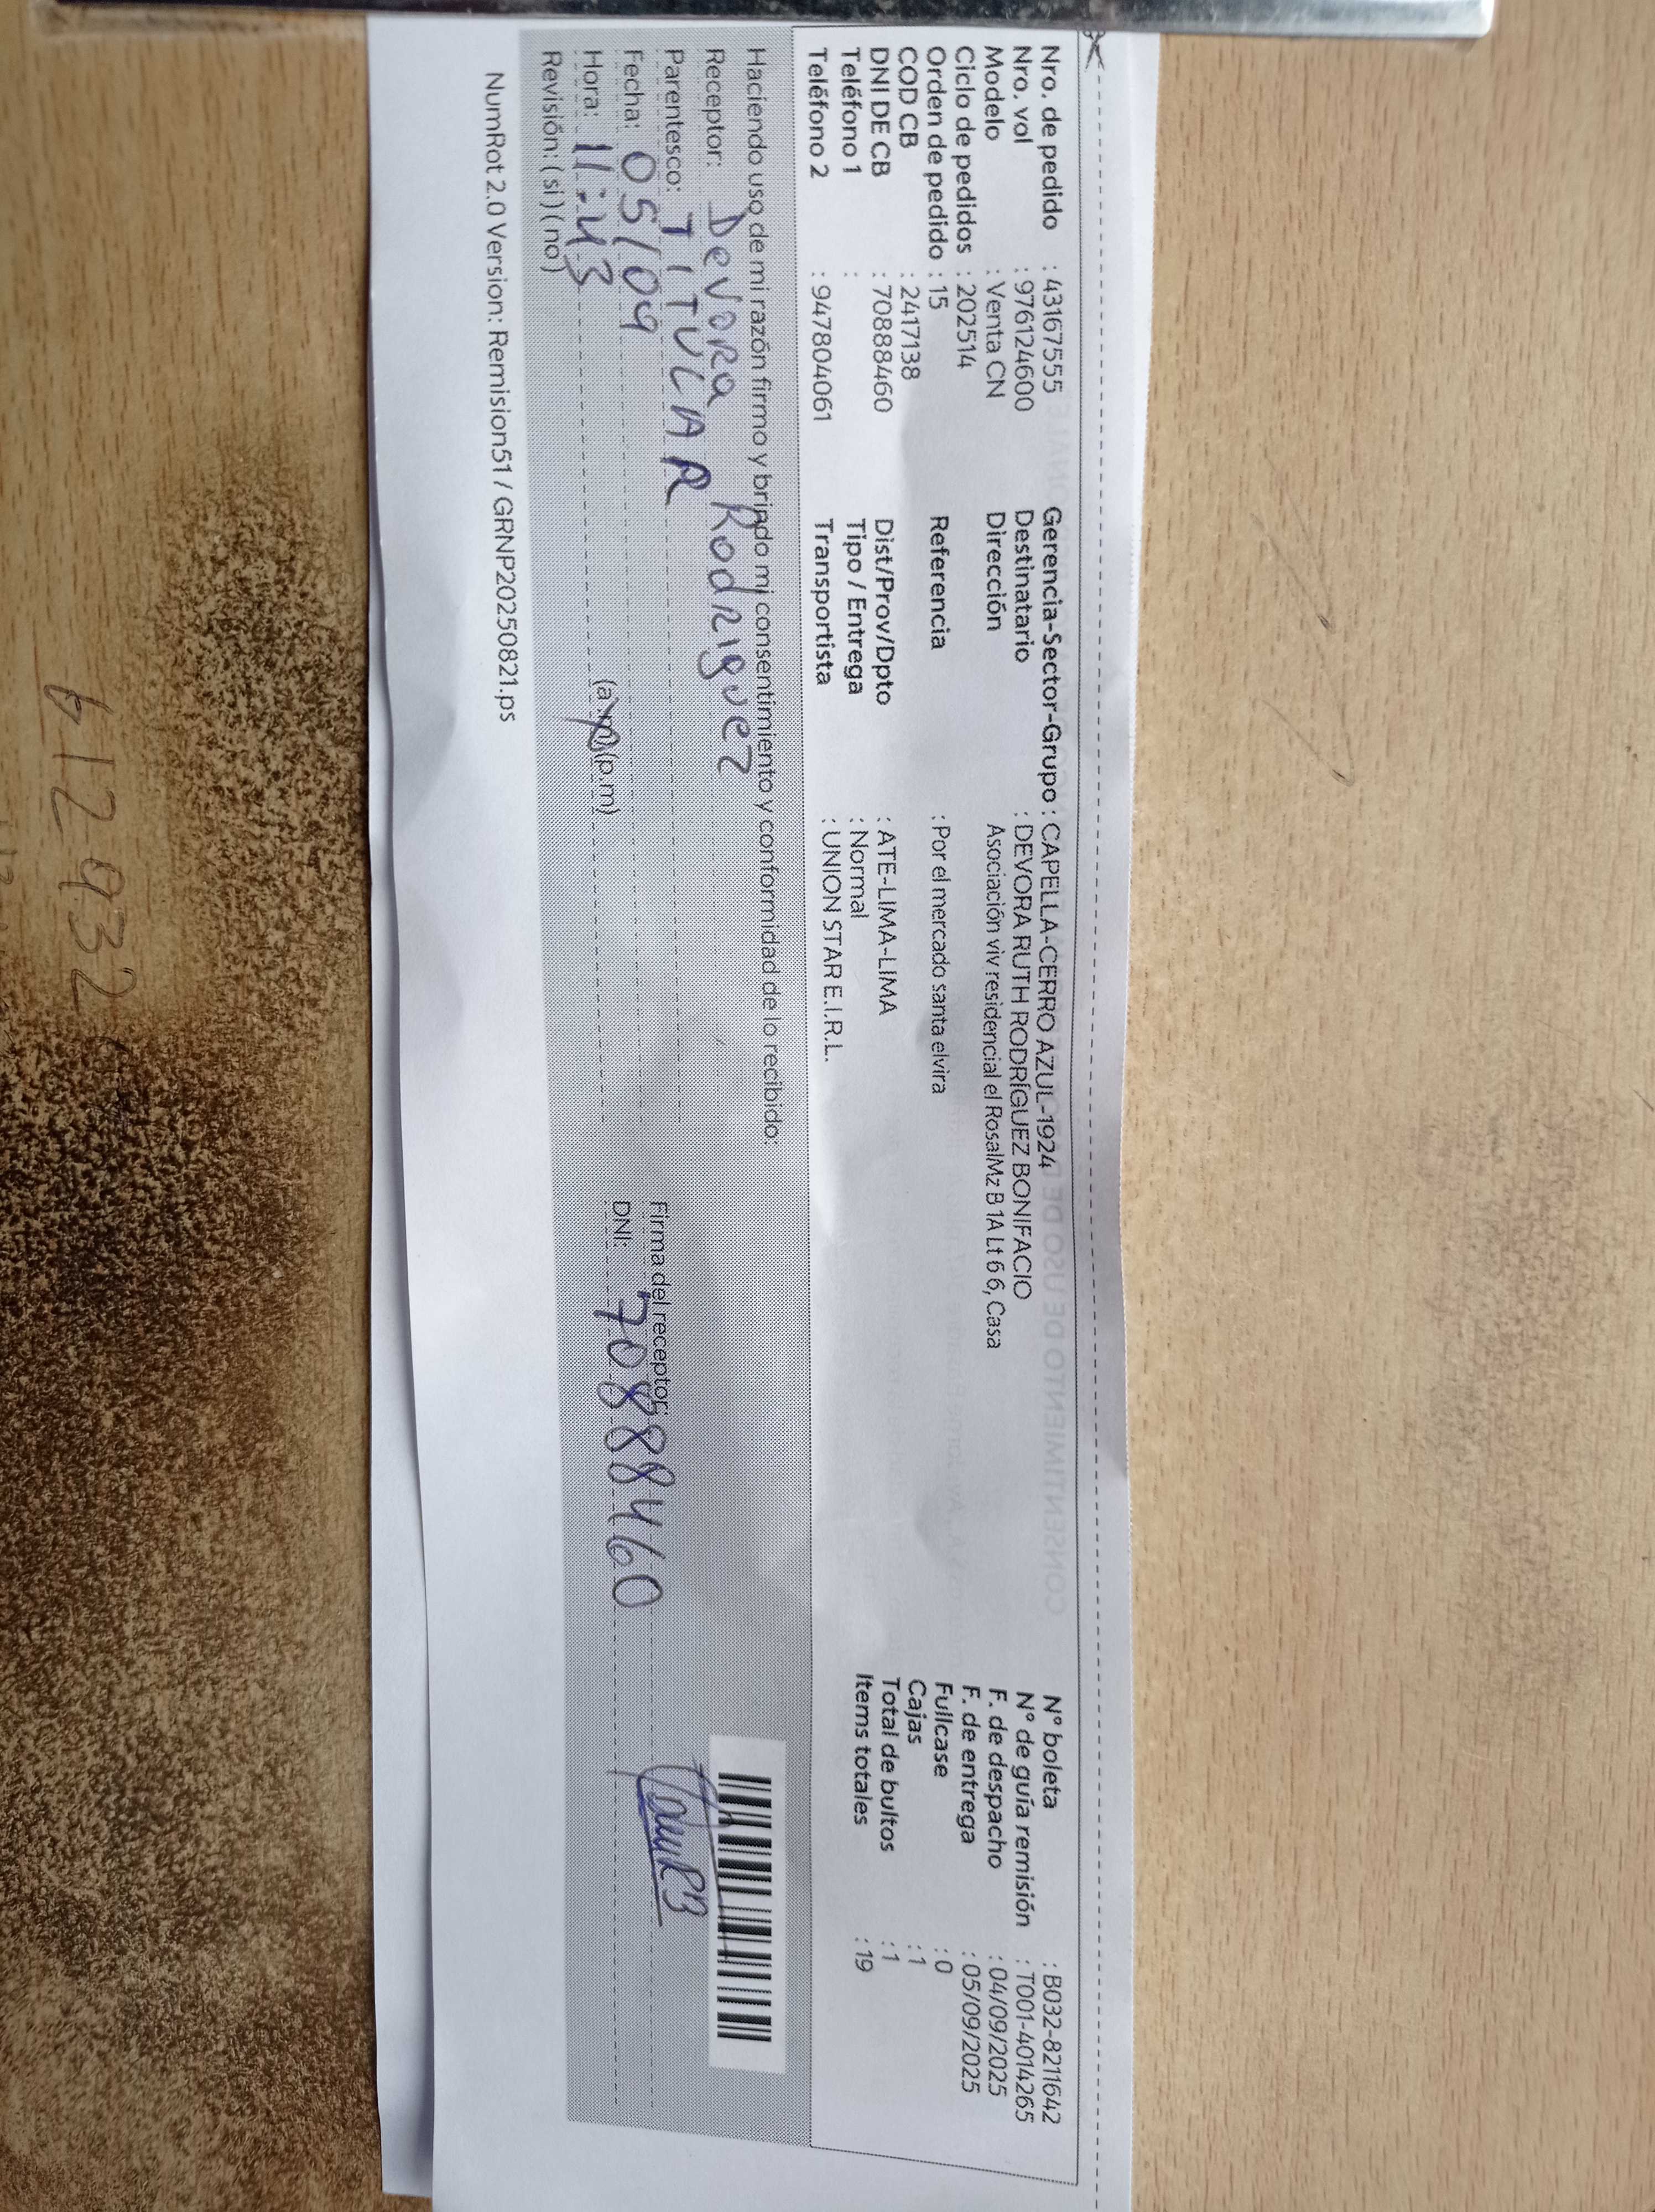 Nro. de pedido : 43167555
Nro. vol : 976124600
Modelo : Venta CN
Ciclo de pedidos : 202514
Orden de pedido : 15
COD CB : 2417138
DNI DE CB : 70888460
Teléfono 1 :
Teléfono 2 : 947804061
Gerencia-Sector-Grupo : CAPELLA-CERRO AZUL-1924
Destinatario : DEVORA RUTH RODRÍGUEZ BONIFACIO
Dirección Asociación viv residencial el RosalMz B 1A Lt 6 6, Casa
Referencia : Por el mercado santa elvira
Dist/Prov/Dpto : ATE-LIMA-LIMA
Tipo / Entrega : Normal
Transportista : UNION STAR E.I.R.L.
N° boleta : B032-8211642
N° de guía remisión : T001-4014265
F. de despacho : 04/09/2025
F. de entrega : 05/09/2025
Fullcase : 0
Cajas : 1
Total de bultos : 1
Items totales : 19
Haciendo uso de mi razón firmo y brindo mi consentimiento y conformidad de lo recibido:
Receptor: Devora Rodriguez
Parentesco: TITULAR
Fecha: 05/09
Hora: 11:43 (a.m) (p.m)
Revisión: ( si ) ( no )
Firma del receptor:
DNI: 70888460
NumRot 2.0 Version: Remision51 / GRNP20250821.ps
612932